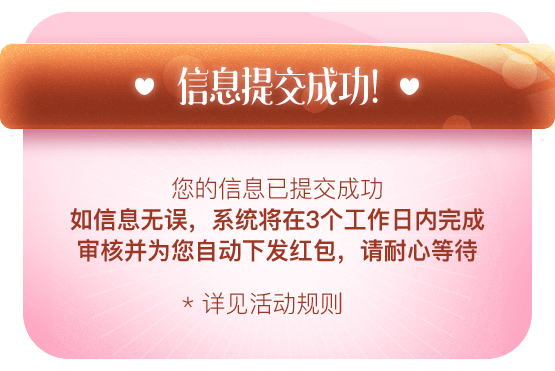 信息提交成功!
您的信息已提交成功
如信息无误，系统将在3个工作日内完成
审核并为您自动下发红包，请耐心等待
* 详见活动规则